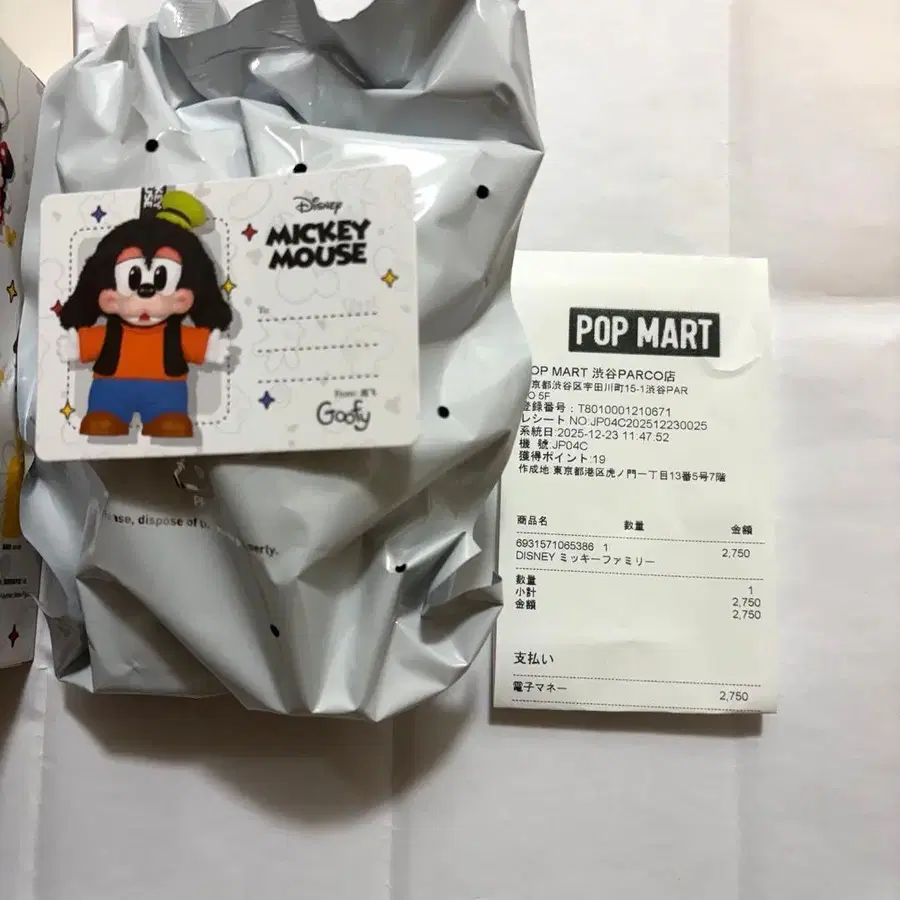 Disney
MICKEY
MOUSE
To
From: 高飞
Goofy
dispose of
POP MART
OP MART 渋谷PARCO店
京都渋谷区宇田川町15-1渋谷PAR
O 5F
登録番号：T8010001210671
レシートNO:JP04C202512230025
系統日:2025-12-23 11:47:52
機 號:JP04C
獲得ポイント:19
作成地:東京都港区虎ノ門一丁目13番5号7階
商品名 数量 金額
6931571065386 1 2,750
DISNEY ミッキーファミリー
数量 1
小計 2,750
金額 2,750
支払い
電子マネー 2,750